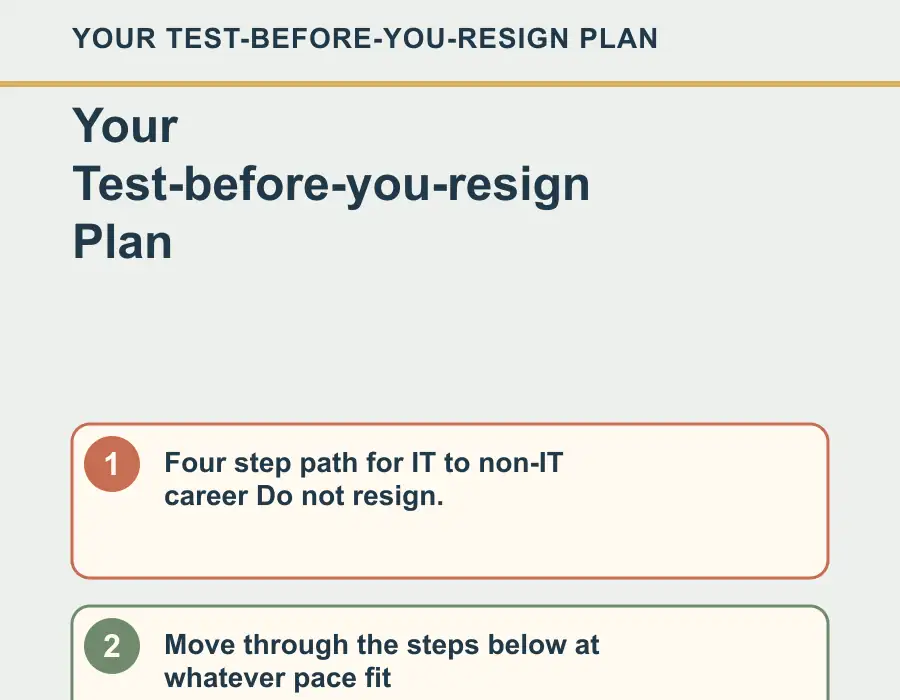 YOUR TEST-BEFORE-YOU-RESIGN PLAN
Your
Test-before-you-resign
Plan
1
Four step path for IT to non-IT
career Do not resign.
2
Move through the steps below at
whatever pace fit